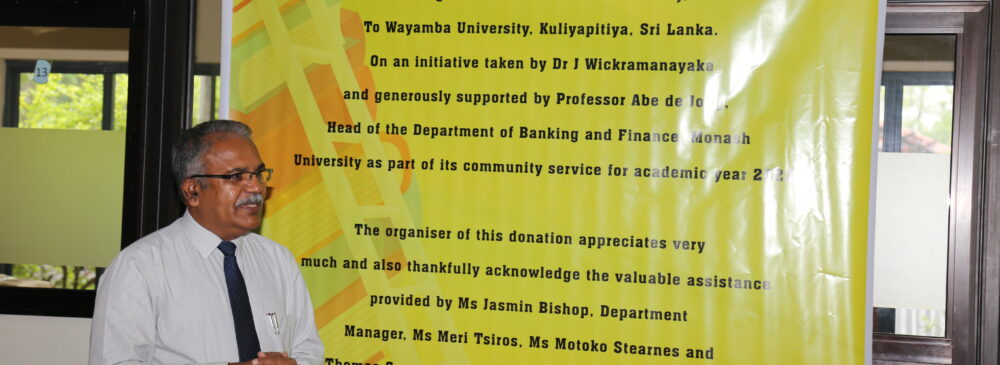 13
To Wayamba University, Kuliyapitiya, Sri Lanka.
On an initiative taken by Dr J Wickramanayake
and generously supported by Professor Abe de
Head of the Department of Banking and Finance, Monash
University as part of its community service for academic year
The organiser of this donation appreciates very
much and also thankfully acknowledge the valuable assistance
provided by Ms Jasmin Bishop, Department
Manager, Ms Meri Tsiros, Ms Motoko Stearnes and